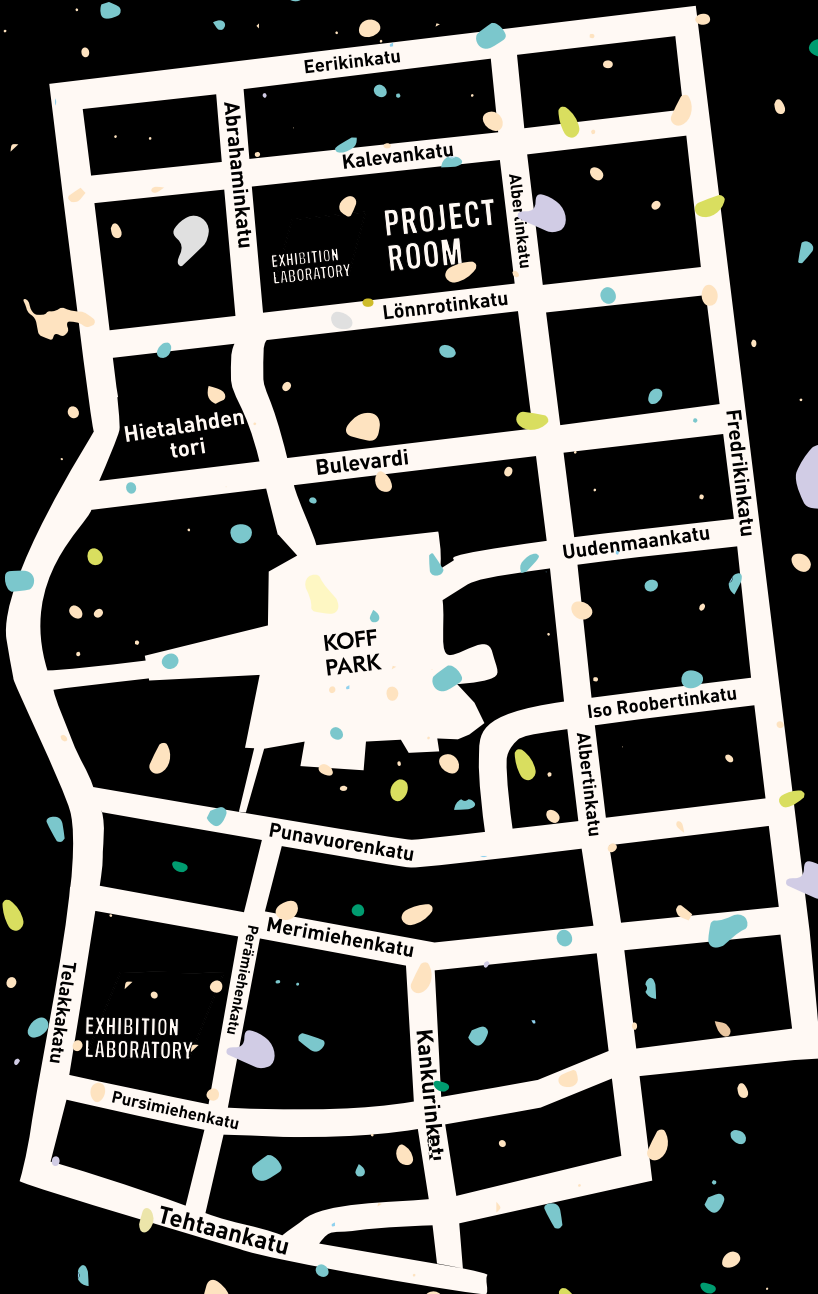 Eerikinkatu
Abrahaminkatu
Kalevankatu
Albertinkatu
PROJECT
ROOM
EXHIBITION
LABORATORY
Lönnrotinkatu
Hietalahden
tori
Bulevardi
Fredrikinkatu
Uudenmaankatu
KOFF
PARK
Iso Roobertinkatu
Albertinkatu
Punavuorenkatu
Merimiehenkatu
Perämiehenkatu
Telakkakatu
EXHIBITION
LABORATORY
Kankurinkatu
Pursimiehenkatu
Tehtaankatu